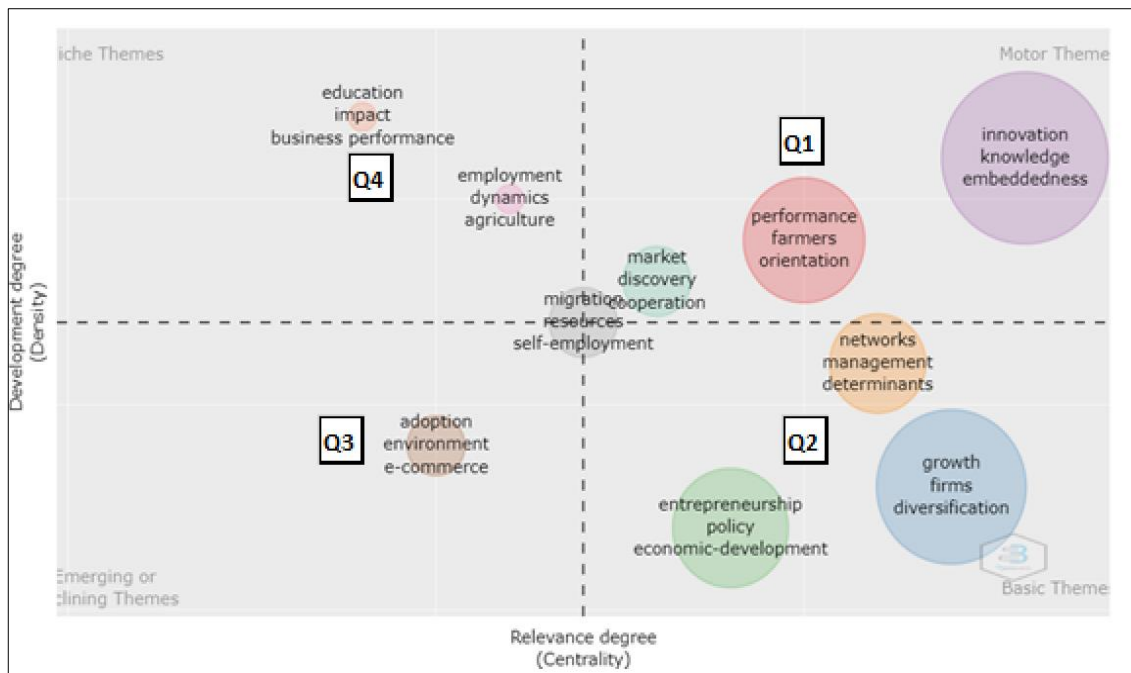 iche Themes
Motor Theme
education
impact
business performance
Q4
employment
dynamics
agriculture
Q1
innovation
knowledge
embeddedness
performance
farmers
orientation
market
discovery
cooperation
migration
resources
self-employment
networks
management
determinants
Q3
adoption
environment
e-commerce
Q2
growth
firms
diversification
entrepreneurship
policy
economic-development
Emerging or
clining Themes
Basic Theme
Development degree
(Density)
Relevance degree
(Centrality)